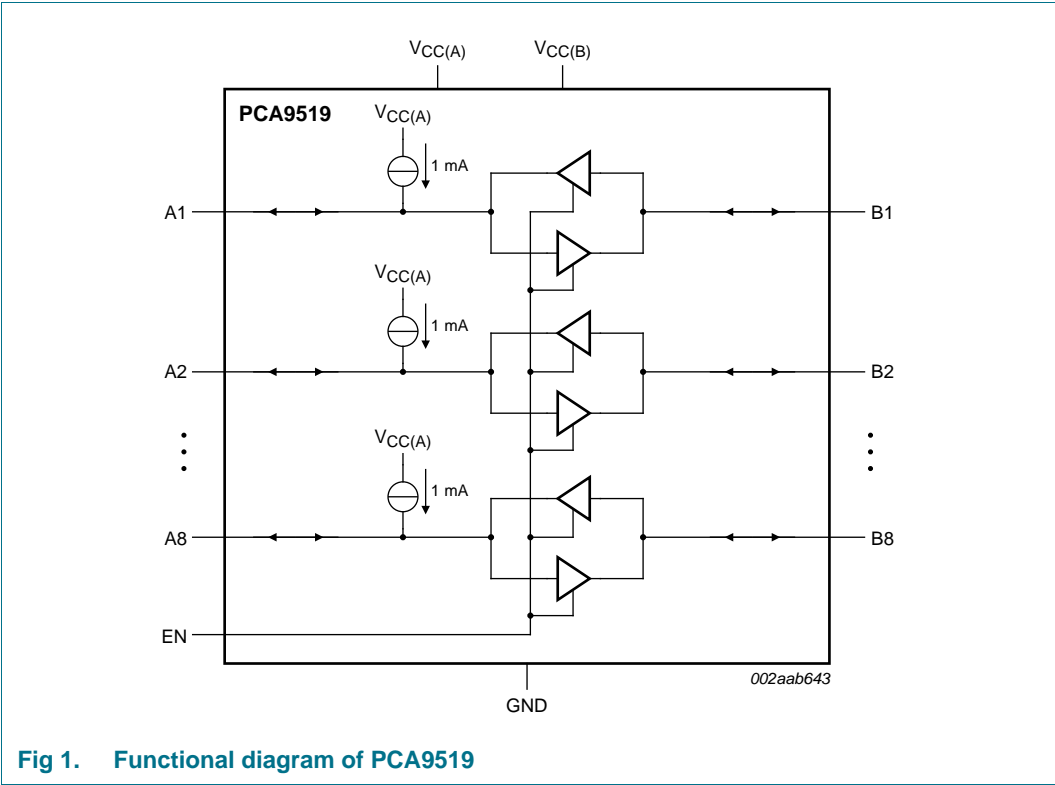 VCC(A) VCC(B)
PCA9519
VCC(A)
1 mA
A1 B1
VCC(A)
1 mA
A2 B2
VCC(A)
1 mA
A8 B8
EN
002aab643
GND
Fig 1. Functional diagram of PCA9519